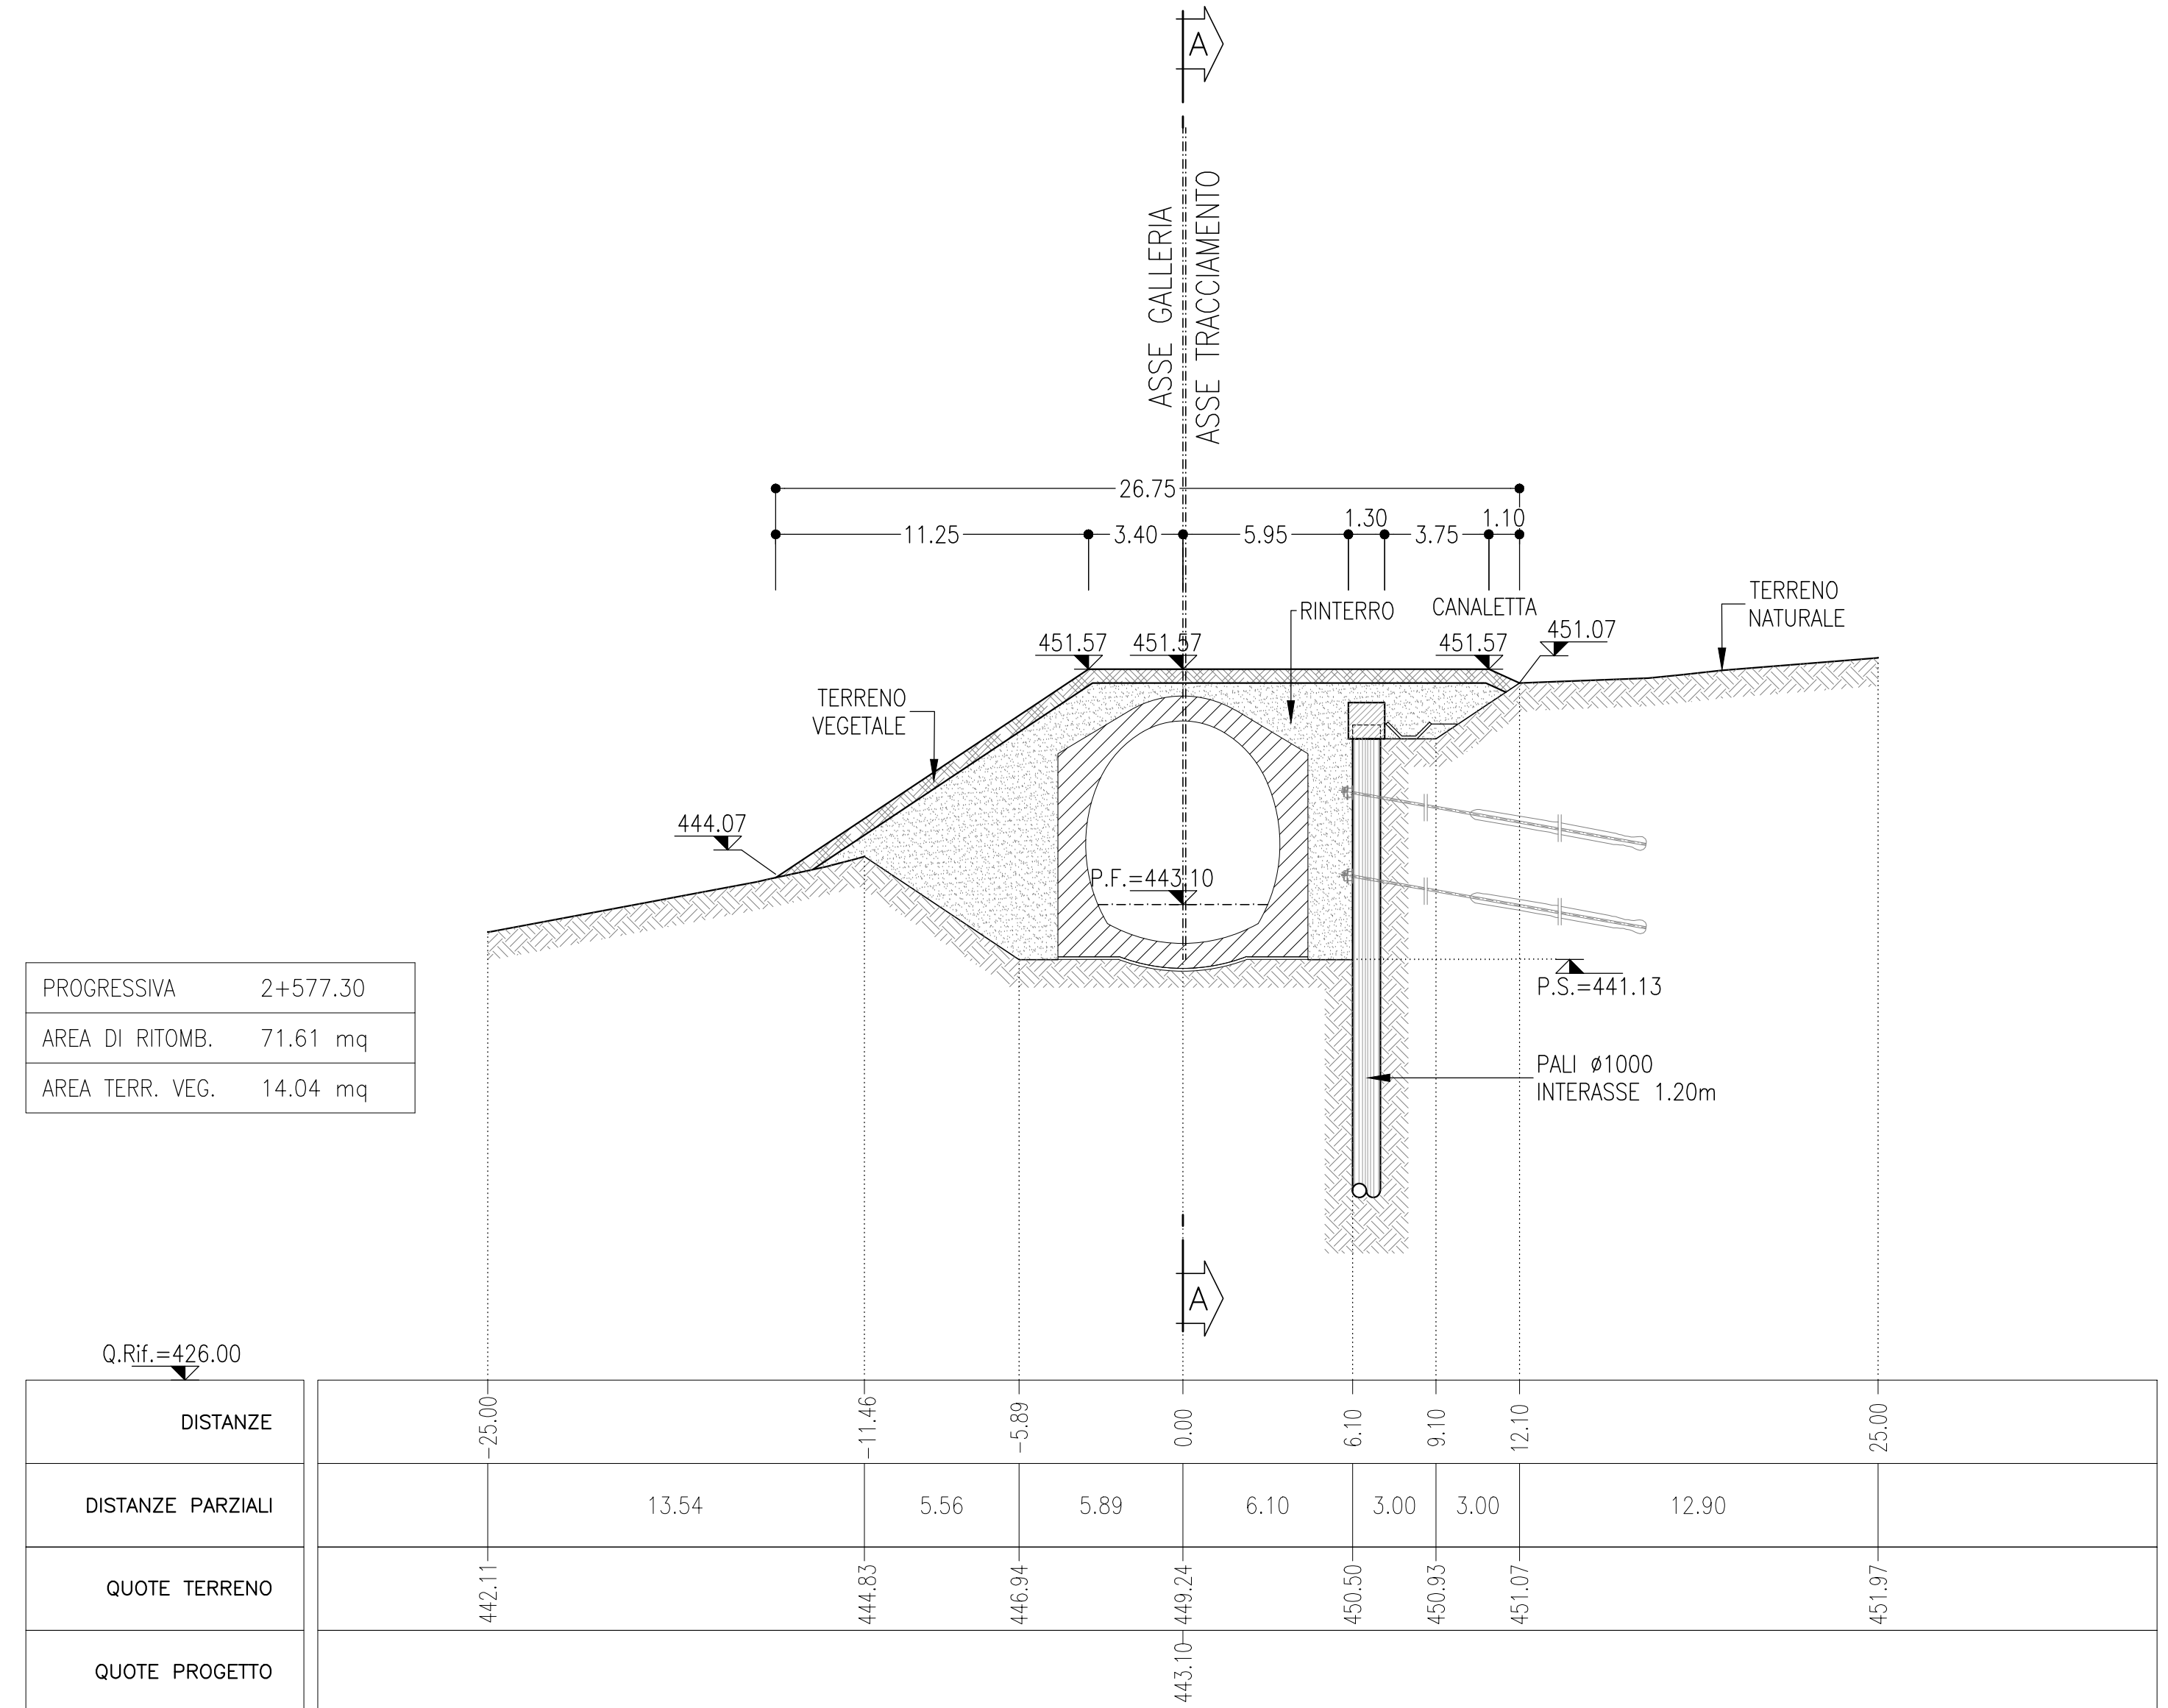 A
ASSE GALLERIA
ASSE TRACCIAMENTO
26.75
11.25
3.40
5.95
1.30
3.75
1.10
RINTERRO
CANALETTA
TERRENO
NATURALE
451.57
451.57
451.57
451.07
TERRENO
VEGETALE
444.07
P.F.=443.10
P.S.=441.13
PROGRESSIVA 2+577.30
AREA DI RITOMB. 71.61 mq
AREA TERR. VEG. 14.04 mq
PALI ø1000
INTERASSE 1.20m
A
Q.Rif.=426.00
DISTANZE -25.00 -11.46 -5.89 0.00 6.10 9.10 12.10 25.00
DISTANZE PARZIALI 13.54 5.56 5.89 6.10 3.00 3.00 12.90
QUOTE TERRENO 442.11 444.83 446.94 449.24 450.50 450.93 451.07 451.97
QUOTE PROGETTO 443.10